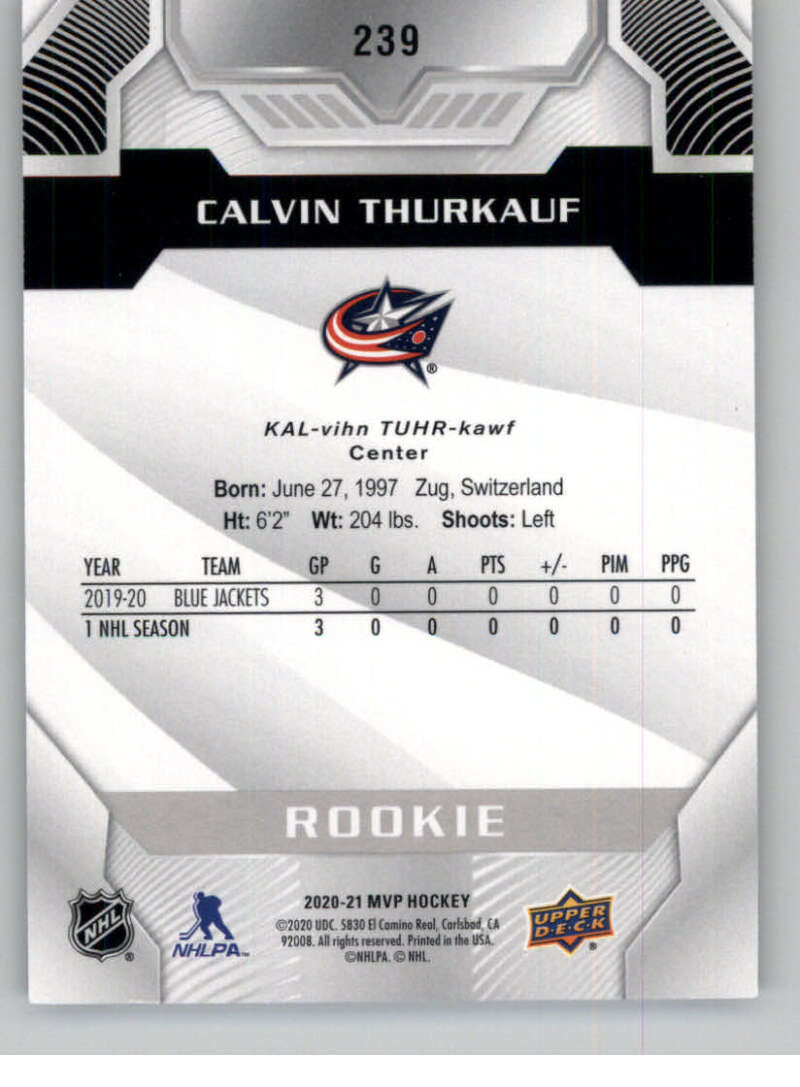 239
CALVIN THURKAUF
®
KAL-vihn TUHR-kawf
Center
Born: June 27, 1997 Zug, Switzerland
Ht: 6'2" Wt: 204 lbs. Shoots: Left
YEAR TEAM GP G A PTS +/- PIM PPG
2019-20 BLUE JACKETS 3 0 0 0 0 0 0
1 NHL SEASON 3 0 0 0 0 0 0
ROOKIE
NHL ®
NHLPA™
2020-21 MVP HOCKEY
©2020 UDC. 5830 El Camino Real, Carlsbad, CA
92008. All rights reserved. Printed in the USA.
©NHLPA. © NHL.
UPPER
D·E·C·K ®